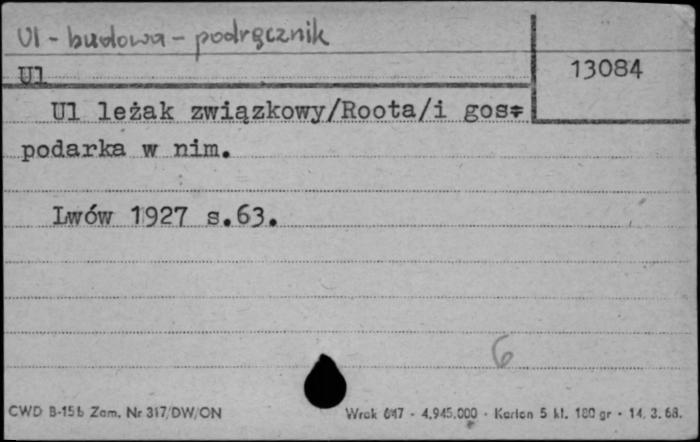 Ul - budowa - podręcznik
Ul
13084
Ul leżak związkowy/Roota/i gos=
podarka w nim.
Lwów 1927 s.63.
6
CWD B-15b Zam. Nr 317/DW/ON
Wrok 647 - 4.945.000 - Karton 5 kl. 180 gr - 14. 3. 68.